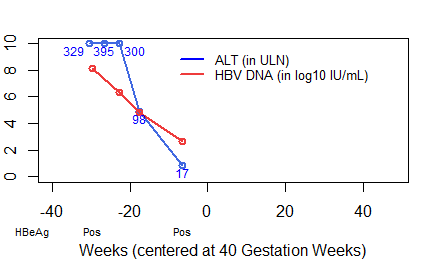 10
329 395 300
ALT (in ULN)
HBV DNA (in log10 IU/mL)
8
6
4
98
2
17
0
-40 -20 0 20 40
HBeAg Pos Pos
Weeks (centered at 40 Gestation Weeks)